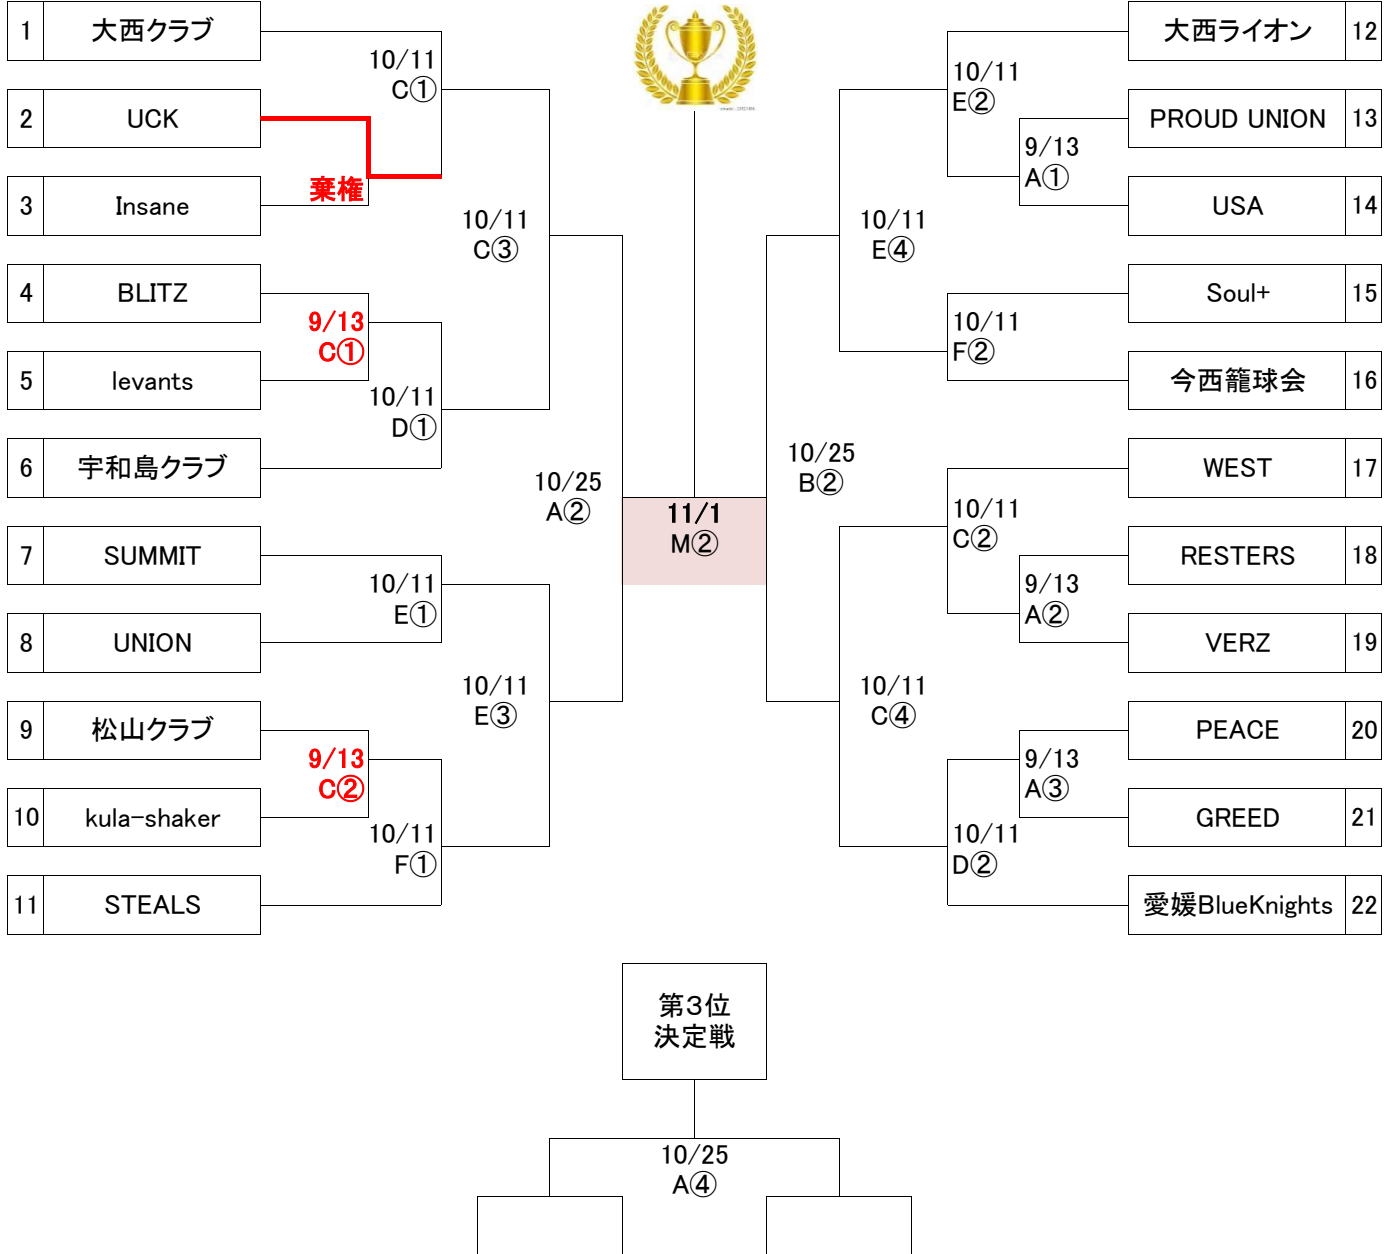 1 大西クラブ
2 UCK
3 Insane
4 BLITZ
5 levants
6 宇和島クラブ
7 SUMMIT
8 UNION
9 松山クラブ
10 kula-shaker
11 STEALS
10/11
C①
棄権
9/13
C①
10/11
D①
10/11
E①
9/13
C②
10/11
F①
10/11
C③
10/11
E③
10/25
A②
11/1
M②
10/25
B②
10/11
E④
10/11
C④
10/11
E②
9/13
A①
10/11
F②
10/11
C②
9/13
A②
9/13
A③
10/11
D②
大西ライオン 12
PROUD UNION 13
USA 14
Soul+ 15
今西籠球会 16
WEST 17
RESTERS 18
VERZ 19
PEACE 20
GREED 21
愛媛BlueKnights 22
第3位
決定戦
10/25
A④